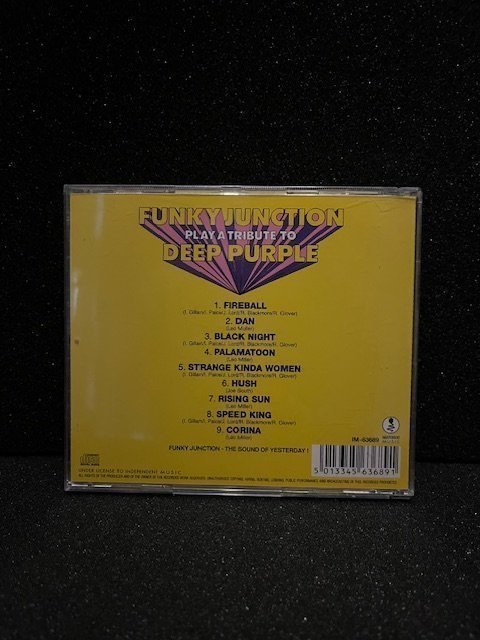 FUNKY JUNCTION
PLAY A TRIBUTE TO
DEEP PURPLE
1. FIREBALL
(I. Gillan/I. Paice/J. Lord/R. Blackmore/R. Glover)
2. DAN
(Leo Muller)
3. BLACK NIGHT
(I. Gillan/I. Paice/J. Lord/R. Blackmore/R. Glover)
4. PALAMATOON
(Leo Miller)
5. STRANGE KINDA WOMEN
(I. Gillan/I. Paice/J. Lord/R. Blackmore/R. Glover)
6. HUSH
(Joe South)
7. RISING SUN
(Leo Miller)
8. SPEED KING
(I. Gillan/I. Paice/J. Lord/R. Blackmore/R. Glover)
9. CORINA
(Leo Miller)
IM-63689
FUNKY JUNCTION - THE SOUND OF YESTERDAY !
5 013345 636891
UNDER LICENSE TO INDEPENDENT MUSIC.